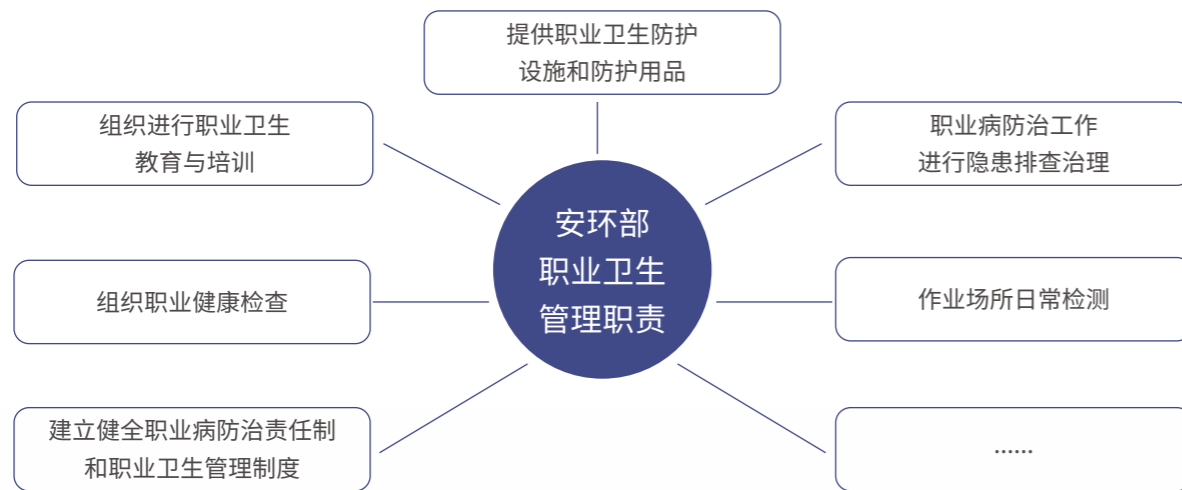 提供职业卫生防护
设施和防护用品
组织进行职业卫生
教育与培训
职业病防治工作
进行隐患排查治理
安环部
职业卫生
管理职责
组织职业健康检查
作业场所日常检测
建立健全职业病防治责任制
和职业卫生管理制度
......